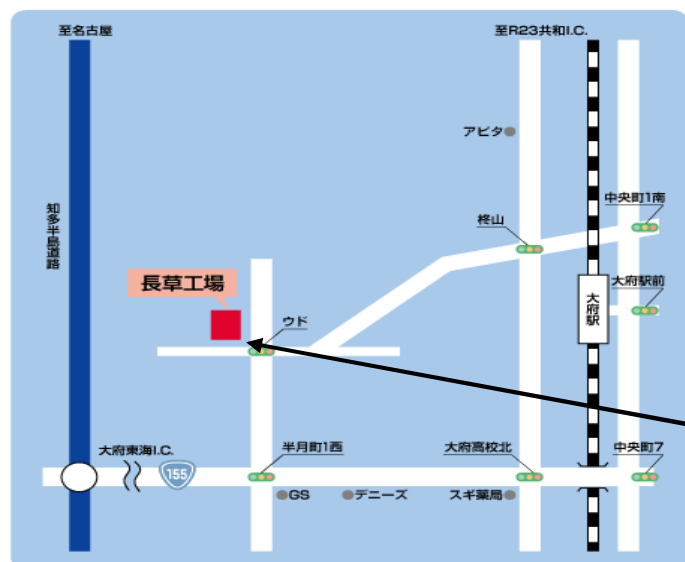 至名古屋
至R23共和I.C.
アピタ
中央町1南
知多半島道路
柊山
長草工場
大府駅前
大府駅
ウド
大府東海I.C.
半月町1西
大府高校北
中央町7
155
GS
デニーズ
スギ薬局